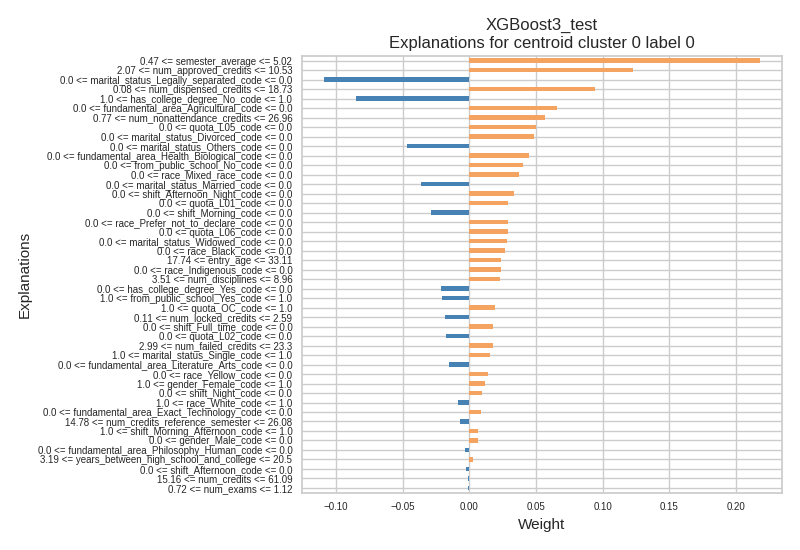 XGBoost3_test
Explanations for centroid cluster 0 label 0
0.47 <= semester_average <= 5.02
2.07 <= num_approved_credits <= 10.53
0.0 <= marital_status_Legally_separated_code <= 0.0
0.08 <= num_dispensed_credits <= 18.73
1.0 <= has_college_degree_No_code <= 1.0
0.0 <= fundamental_area_Agricultural_code <= 0.0
0.77 <= num_nonattendance_credits <= 26.96
0.0 <= quota_L05_code <= 0.0
0.0 <= marital_status_Divorced_code <= 0.0
0.0 <= marital_status_Others_code <= 0.0
0.0 <= fundamental_area_Health_Biological_code <= 0.0
0.0 <= from_public_school_No_code <= 0.0
0.0 <= race_Mixed_race_code <= 0.0
0.0 <= marital_status_Married_code <= 0.0
0.0 <= shift_Afternoon_Night_code <= 0.0
0.0 <= quota_L01_code <= 0.0
0.0 <= shift_Morning_code <= 0.0
0.0 <= race_Prefer_not_to_declare_code <= 0.0
0.0 <= quota_L06_code <= 0.0
0.0 <= marital_status_Widowed_code <= 0.0
0.0 <= race_Black_code <= 0.0
17.74 <= entry_age <= 33.11
0.0 <= race_Indigenous_code <= 0.0
3.51 <= num_disciplines <= 8.96
0.0 <= has_college_degree_Yes_code <= 0.0
1.0 <= from_public_school_Yes_code <= 1.0
1.0 <= quota_OC_code <= 1.0
0.11 <= num_locked_credits <= 2.59
0.0 <= shift_Full_time_code <= 0.0
0.0 <= quota_L02_code <= 0.0
2.99 <= num_failed_credits <= 23.3
1.0 <= marital_status_Single_code <= 1.0
0.0 <= fundamental_area_Literature_Arts_code <= 0.0
0.0 <= race_Yellow_code <= 0.0
1.0 <= gender_Female_code <= 1.0
0.0 <= shift_Night_code <= 0.0
1.0 <= race_White_code <= 1.0
0.0 <= fundamental_area_Exact_Technology_code <= 0.0
14.78 <= num_credits_reference_semester <= 26.08
1.0 <= shift_Morning_Afternoon_code <= 1.0
0.0 <= gender_Male_code <= 0.0
0.0 <= fundamental_area_Philosophy_Human_code <= 0.0
3.19 <= years_between_high_school_and_college <= 20.5
0.0 <= shift_Afternoon_code <= 0.0
15.16 <= num_credits <= 61.09
0.72 <= num_exams <= 1.12
Explanations
−0.10 −0.05 0.00 0.05 0.10 0.15 0.20
Weight